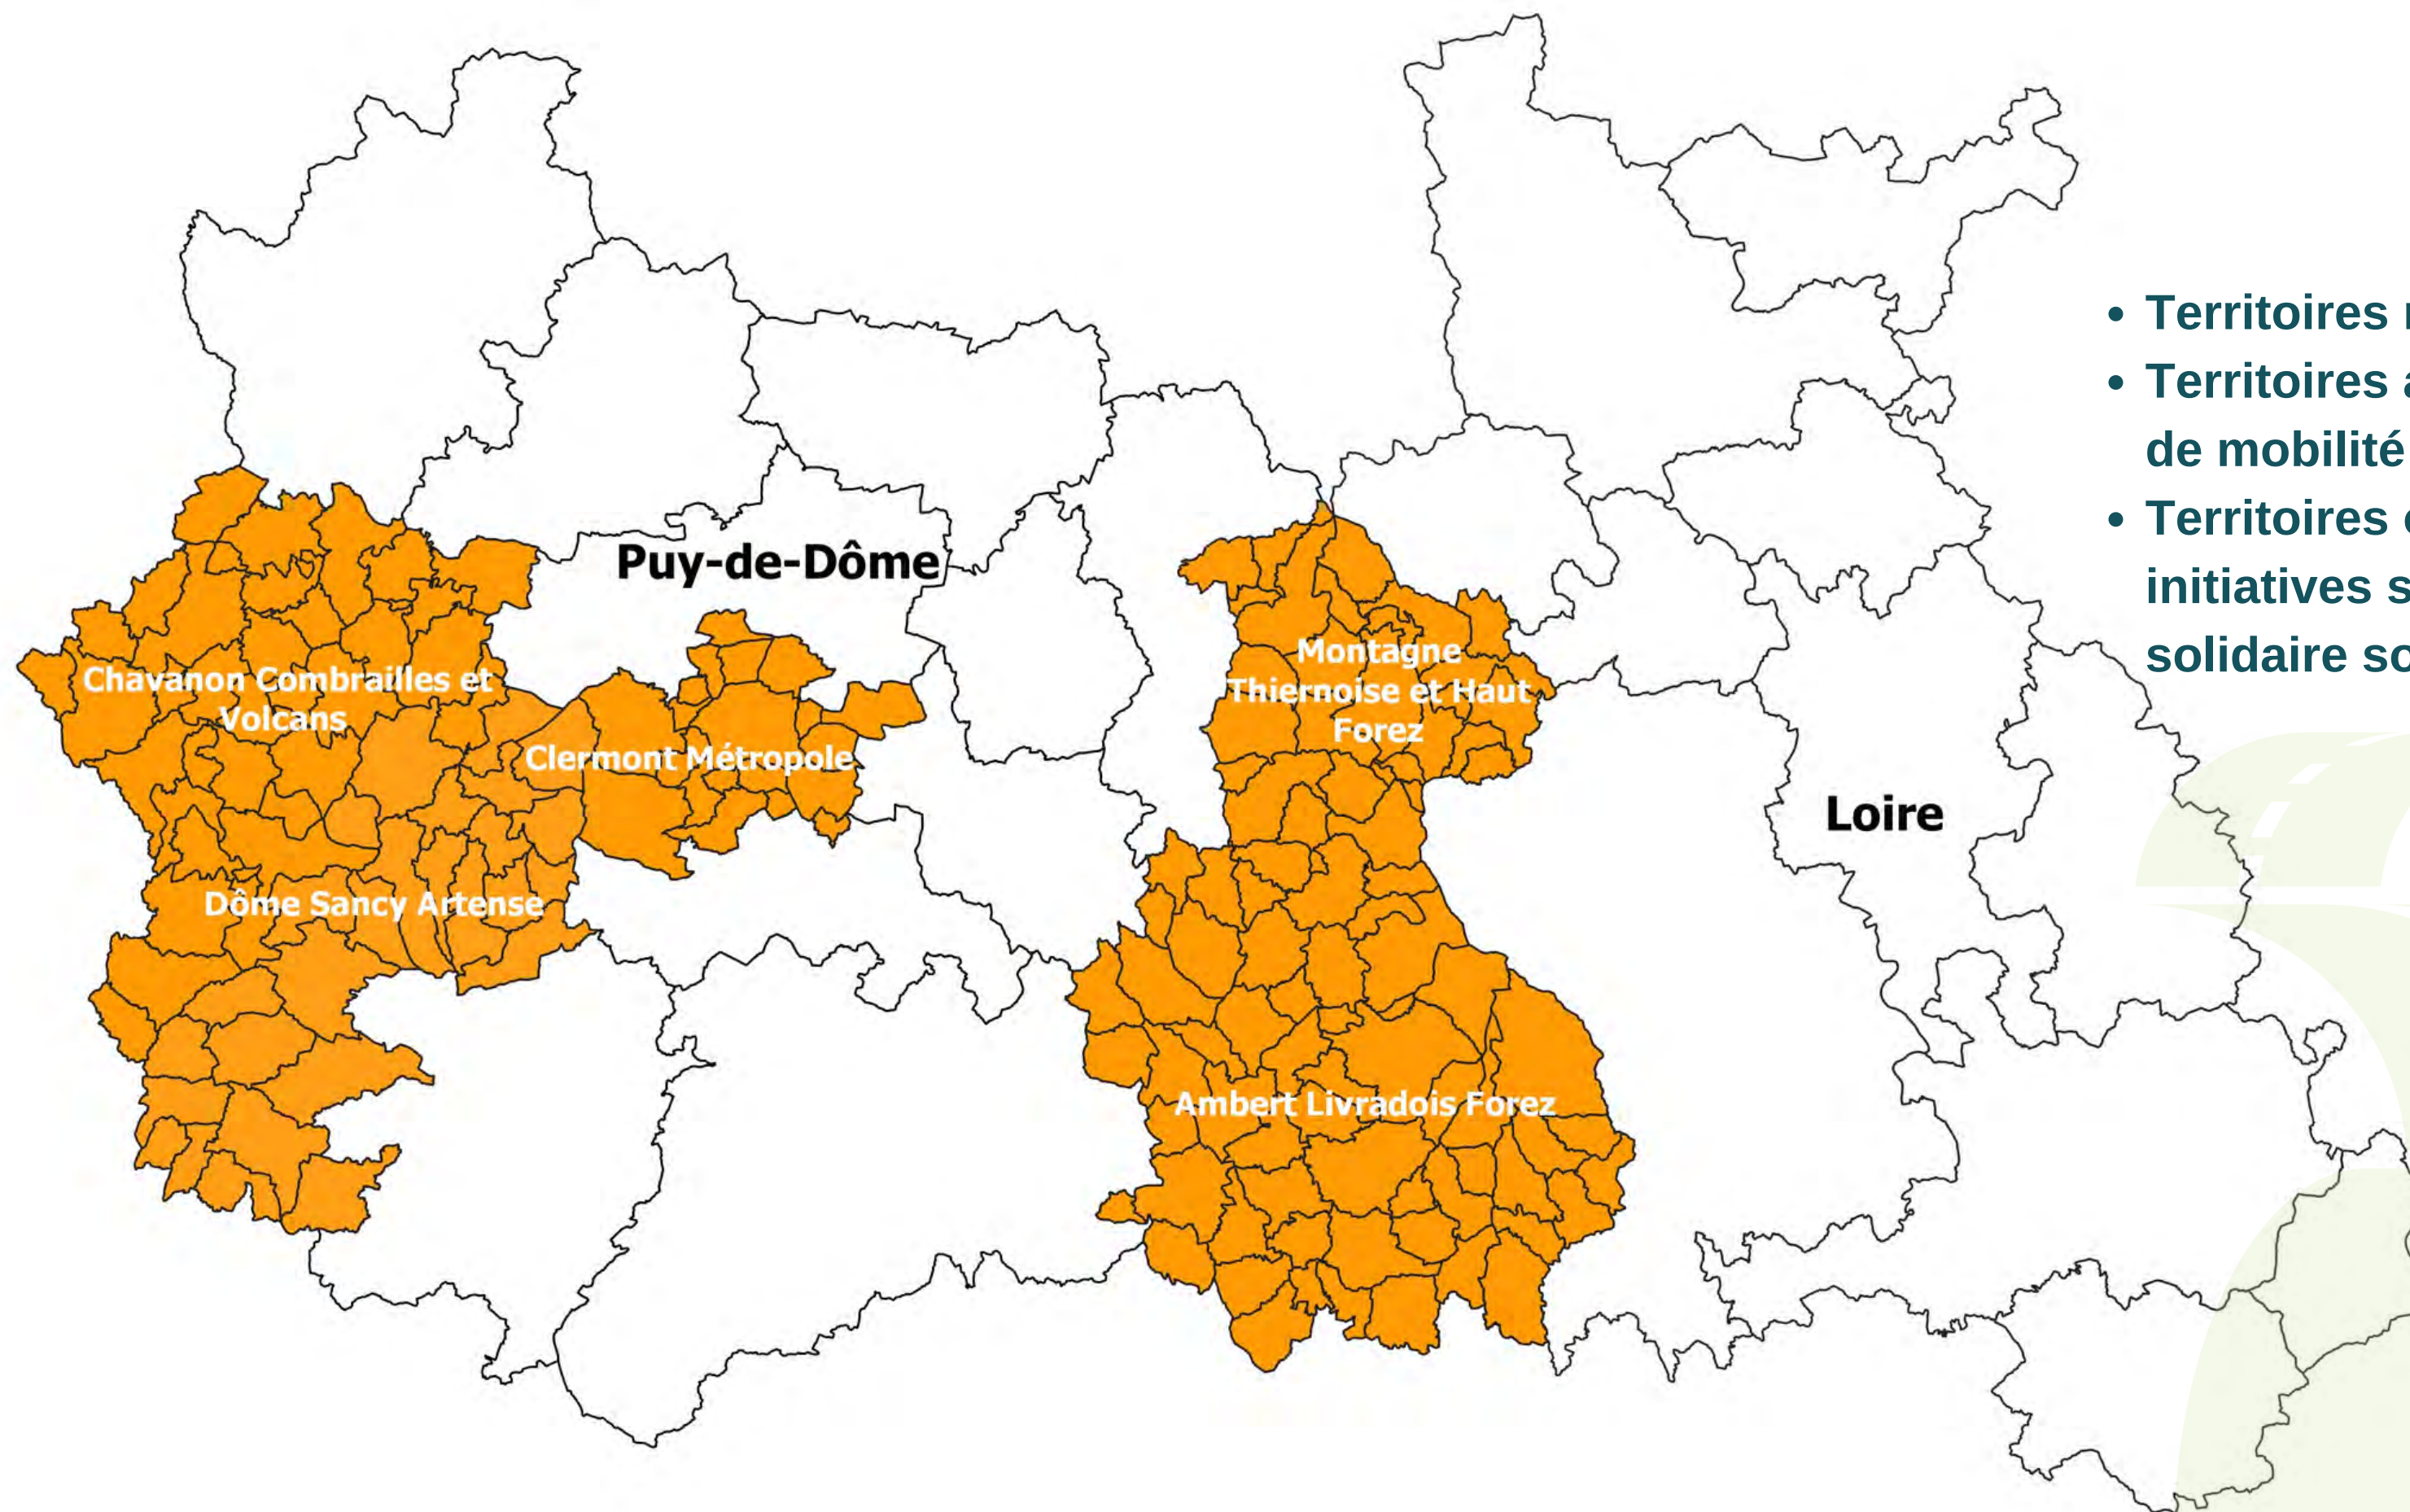 Puy-de-Dôme
Chavanon Combrailles et
Volcans
Clermont Métropole
Dôme Sancy Artense
Montagne
Thiernoise et Haut
Forez
Ambert Livradois Forez
Loire
• Territoires
• Territoires
de mobilité
• Territoires
initiatives
solidaire